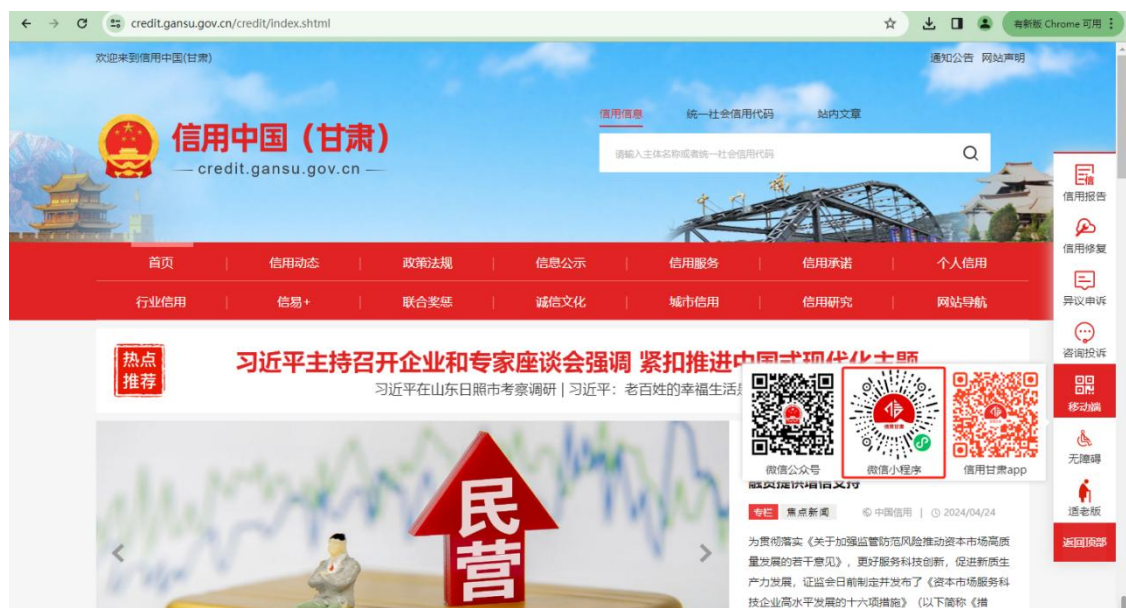 credit.gansu.gov.cn/credit/index.shtml
有新版 Chrome 可用
欢迎来到信用中国(甘肃)
通知公告 网站声明
信用信息 统一社会信用代码 站内文章
信用中国（甘肃）
credit.gansu.gov.cn
请输入主体名称或者统一社会信用代码
首页 | 信用动态 | 政策法规 | 信息公示 | 信用服务 | 信用承诺 | 个人信用
行业信用 | 信易+ | 联合奖惩 | 诚信文化 | 城市信用 | 信用研究 | 网站导航
信用报告
信用修复
异议申诉
咨询投诉
移动端
无障碍
适老版
返回顶部
热点
推荐
习近平主持召开企业和专家座谈会强调 紧扣推进中国式现代化主题
习近平在山东日照市考察调研 | 习近平：老百姓的幸福生活
微信公众号 微信小程序 信用甘肃app
民
营
融资提供增信支持
专栏 焦点新闻 中国信用 | 2024/04/24
为贯彻落实《关于加强监管防范风险推动资本市场高质
量发展的若干意见》，更好服务科技创新，促进新质生
产力发展，证监会日前制定并发布了《资本市场服务科
技企业高水平发展的十六项措施》（以下简称《措